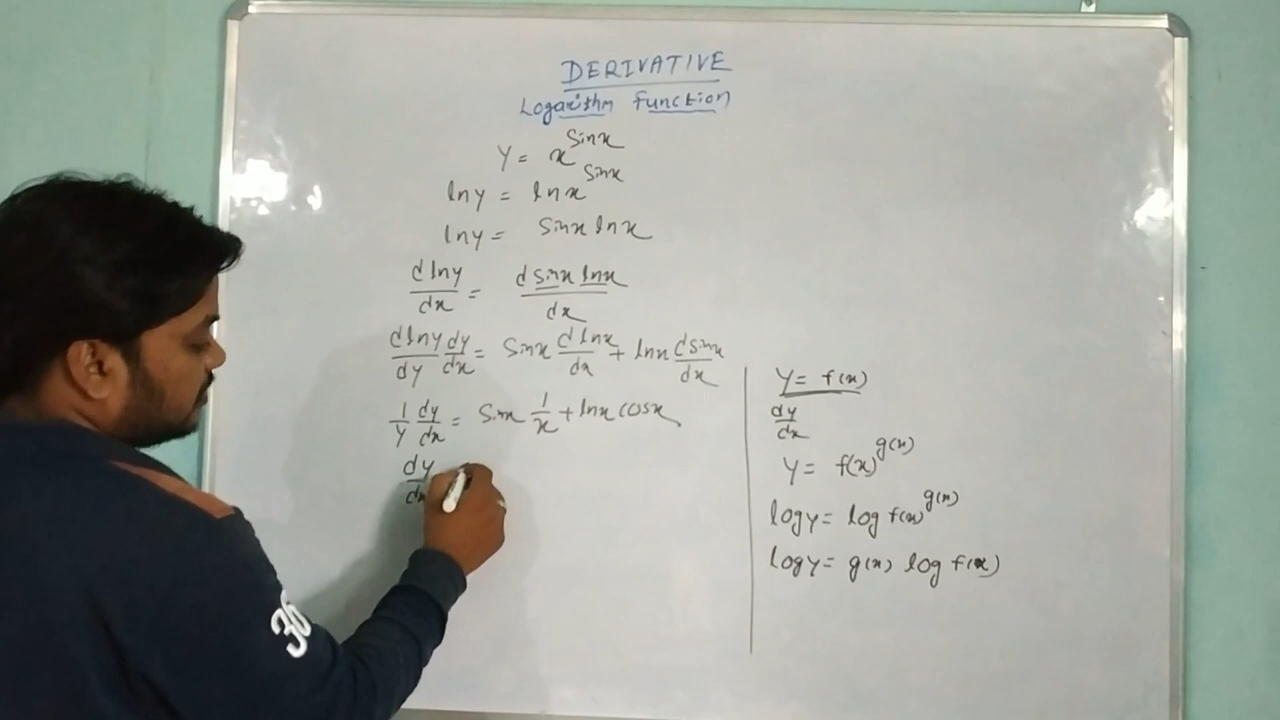 DERIVATIVE
Logarithm Function
Y = x^sinx
lny = lnx^sinx
lny = sinx lnx
dlny/dx = d sinx lnx/dx
dlny/dy dy/dx = sinx dlnx/dx + lnx dsinx/dx
1/y dy/dx = sinx 1/x + lnx cosx
dy/dx
Y = f(x)
dy/dx
Y = f(x)^g(x)
logy = log f(x)^g(x)
logy = g(x) log f(x)
36